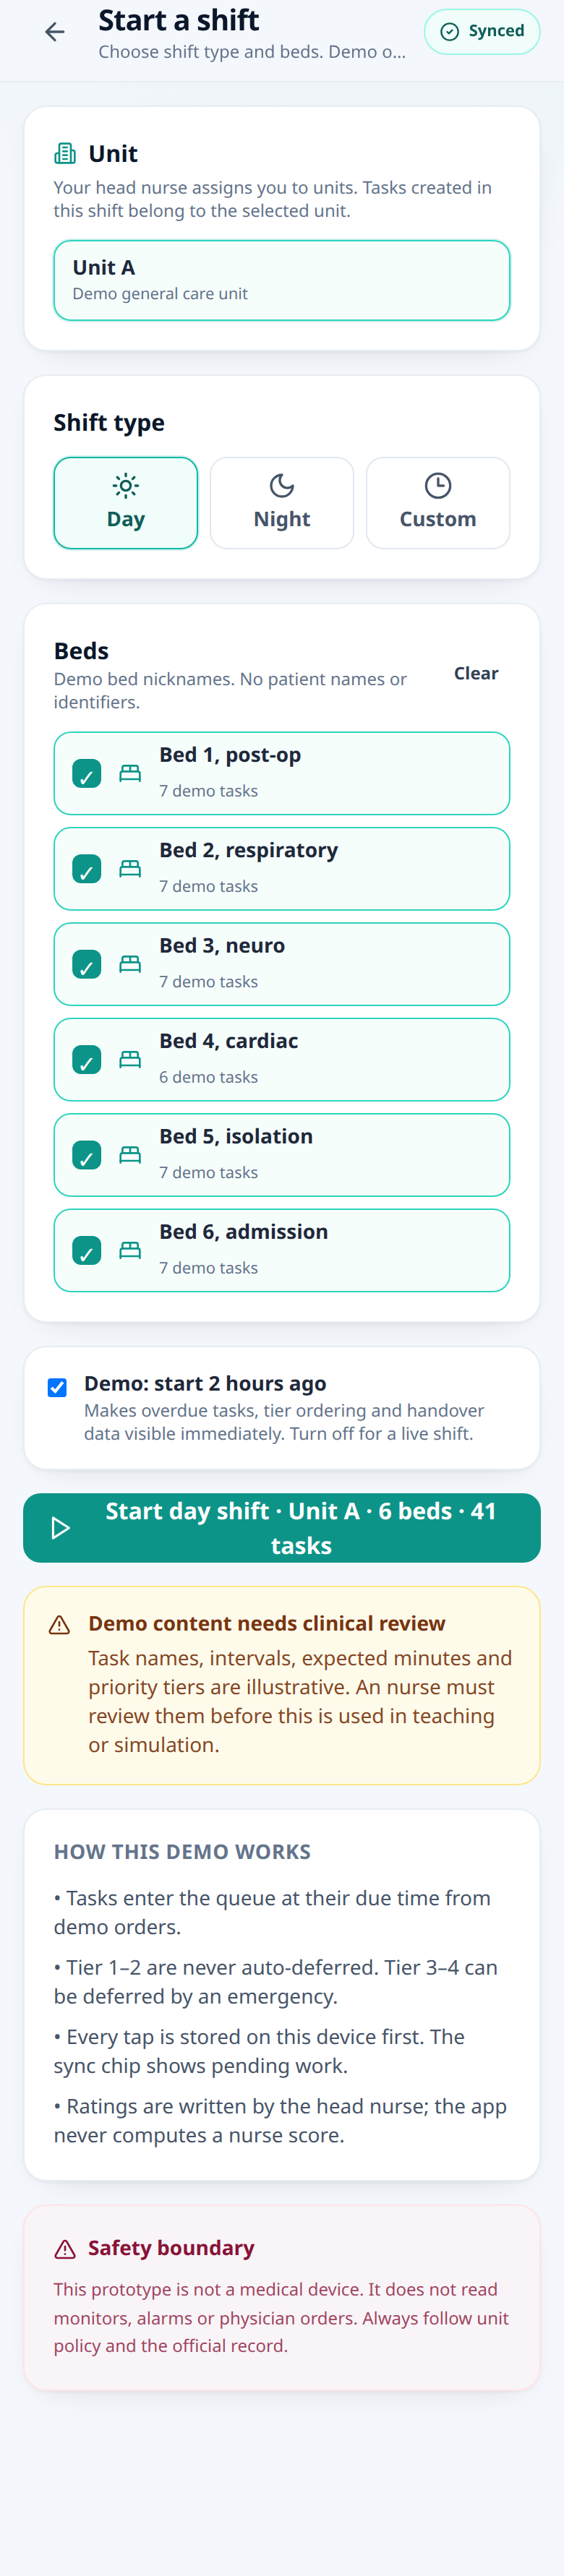 Start a shift
Choose shift type and beds. Demo o...
Synced
Unit
Your head nurse assigns you to units. Tasks created in
this shift belong to the selected unit.
Unit A
Demo general care unit
Shift type
Day
Night
Custom
Beds
Demo bed nicknames. No patient names or
identifiers.
Clear
Bed 1, post-op
7 demo tasks
Bed 2, respiratory
7 demo tasks
Bed 3, neuro
7 demo tasks
Bed 4, cardiac
6 demo tasks
Bed 5, isolation
7 demo tasks
Bed 6, admission
7 demo tasks
Demo: start 2 hours ago
Makes overdue tasks, tier ordering and handover
data visible immediately. Turn off for a live shift.
Start day shift · Unit A · 6 beds · 41
tasks
Demo content needs clinical review
Task names, intervals, expected minutes and
priority tiers are illustrative. An nurse must
review them before this is used in teaching
or simulation.
HOW THIS DEMO WORKS
• Tasks enter the queue at their due time from
demo orders.
• Tier 1–2 are never auto-deferred. Tier 3–4 can
be deferred by an emergency.
• Every tap is stored on this device first. The
sync chip shows pending work.
• Ratings are written by the head nurse; the app
never computes a nurse score.
Safety boundary
This prototype is not a medical device. It does not read
monitors, alarms or physician orders. Always follow unit
policy and the official record.